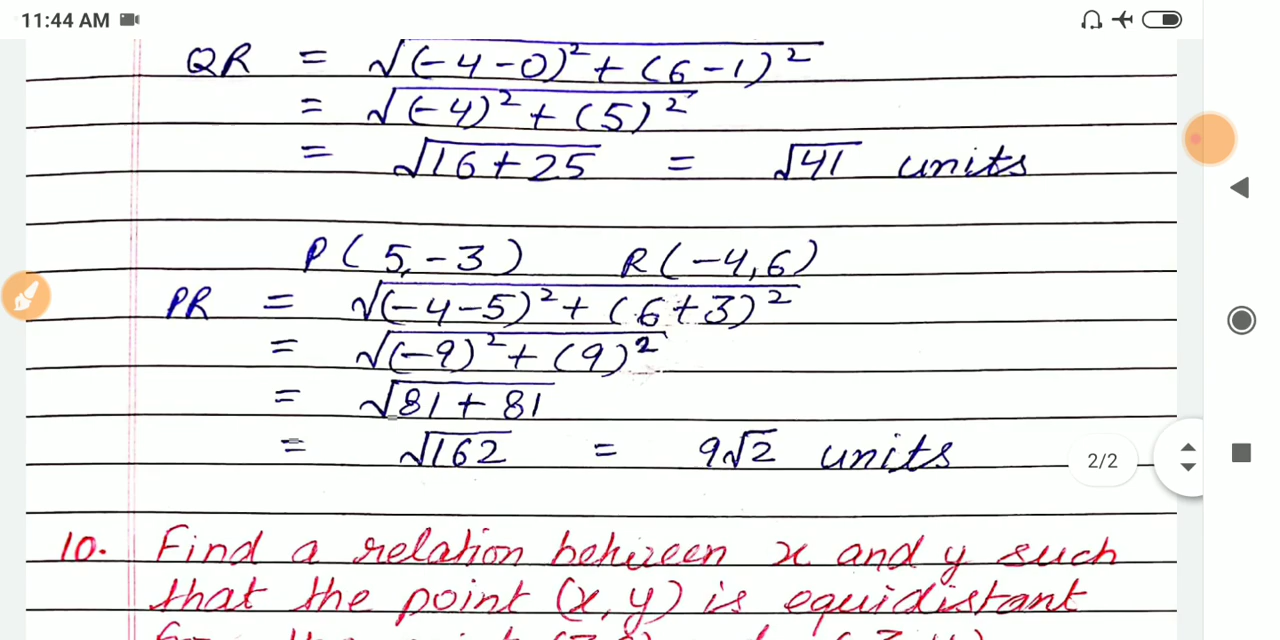 11:44 AM
QR = √(-4-0)² + (6-1)²
= √(-4)² + (5)²
= √16+25 = √41 units
P(5,-3) R(-4,6)
PR = √(-4-5)² + (6+3)²
= √(-9)² + (9)²
= √81 + 81
= √162 = 9√2 units
2/2
10. Find a relation between x and y such
that the point (x,y) is equidistant